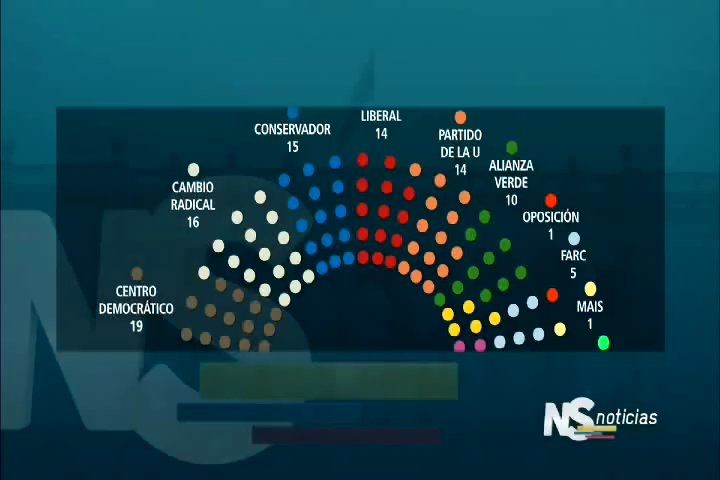 LIBERAL
14
CONSERVADOR
15
PARTIDO
DE LA U
14
ALIANZA
VERDE
10
CAMBIO
RADICAL
16
OPOSICIÓN
1
FARC
5
CENTRO
DEMOCRÁTICO
19
MAIS
1
NS noticias
NS